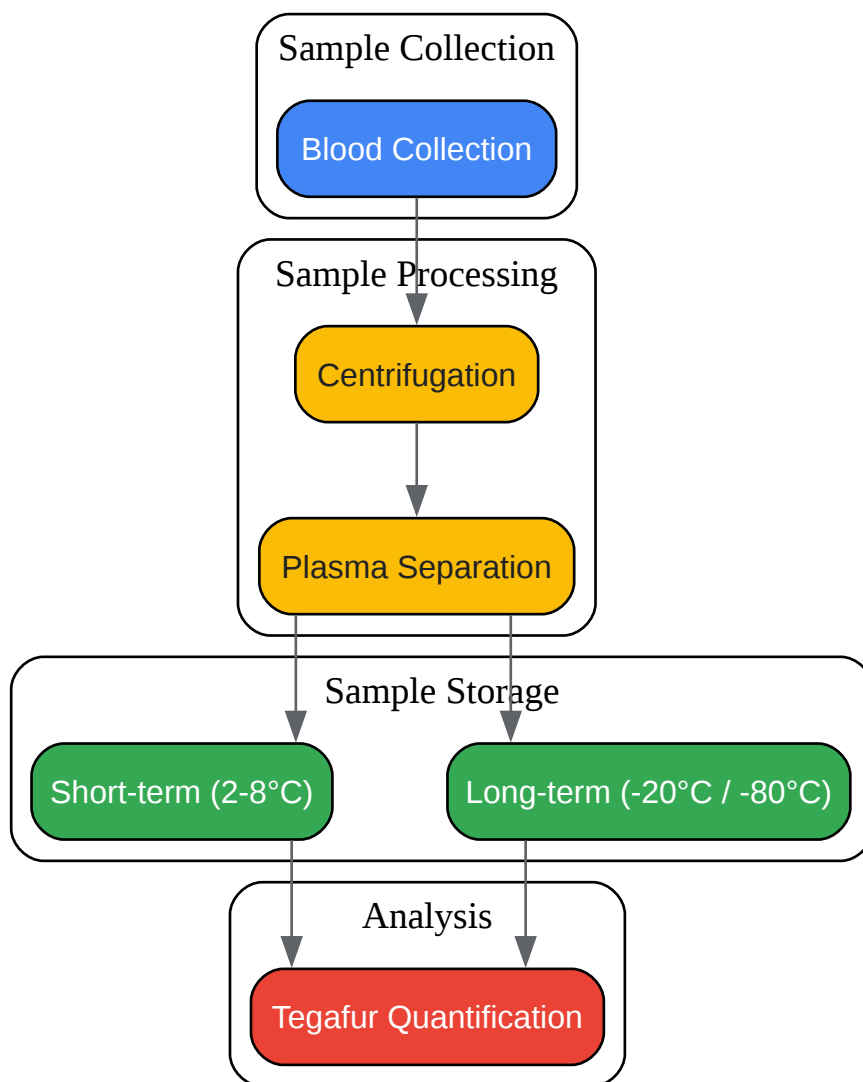 Sample Collection
Blood Collection
Sample Processing
Centrifugation
Plasma Separation
Sample Storage
Short-term (2-8°C)
Long-term (-20°C / -80°C)
Analysis
Tegafur Quantification